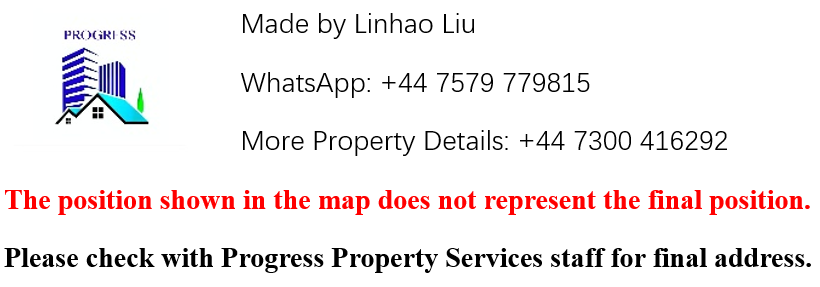 PROGRESS
Made by Linhao Liu
WhatsApp: +44 7579 779815
More Property Details: +44 7300 416292
The position shown in the map does not represent the final position.
Please check with Progress Property Services staff for final address.